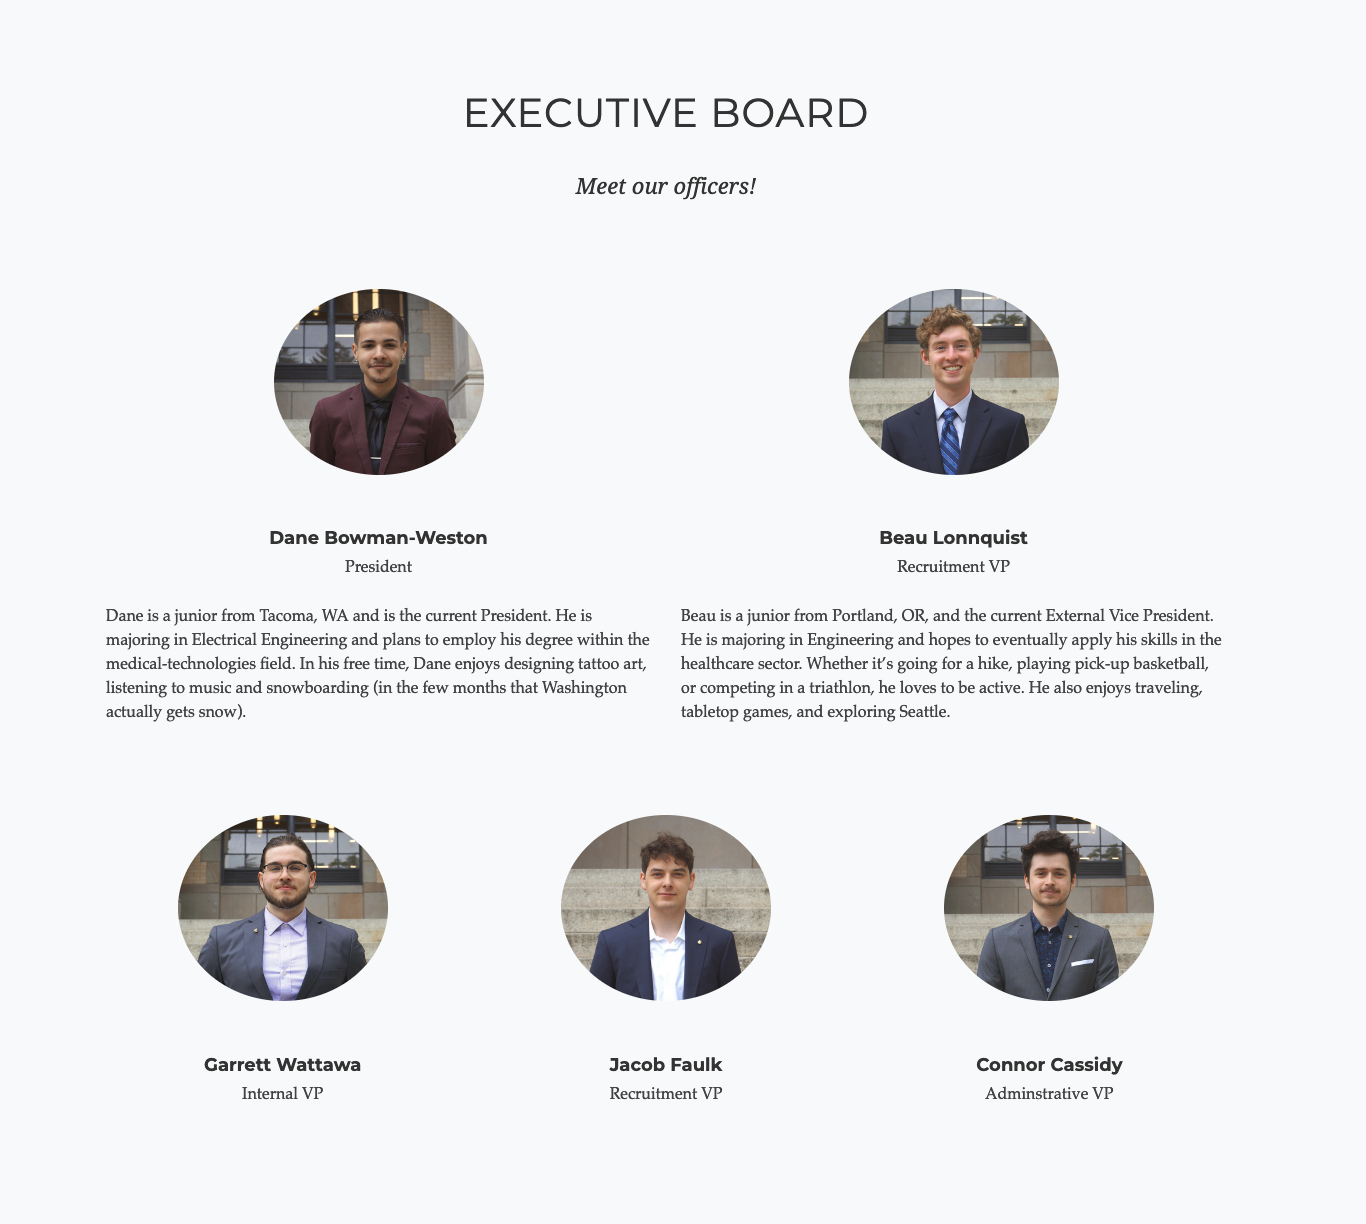 EXECUTIVE BOARD
Meet our officers!
Dane Bowman-Weston
President
Dane is a junior from Tacoma, WA and is the current President. He is
majoring in Electrical Engineering and plans to employ his degree within the
medical-technologies field. In his free time, Dane enjoys designing tattoo art,
listening to music and snowboarding (in the few months that Washington
actually gets snow).
Beau Lonnquist
Recruitment VP
Beau is a junior from Portland, OR, and the current External Vice President.
He is majoring in Engineering and hopes to eventually apply his skills in the
healthcare sector. Whether it’s going for a hike, playing pick-up basketball,
or competing in a triathlon, he loves to be active. He also enjoys traveling,
tabletop games, and exploring Seattle.
Garrett Wattawa
Internal VP
Jacob Faulk
Recruitment VP
Connor Cassidy
Adminstrative VP